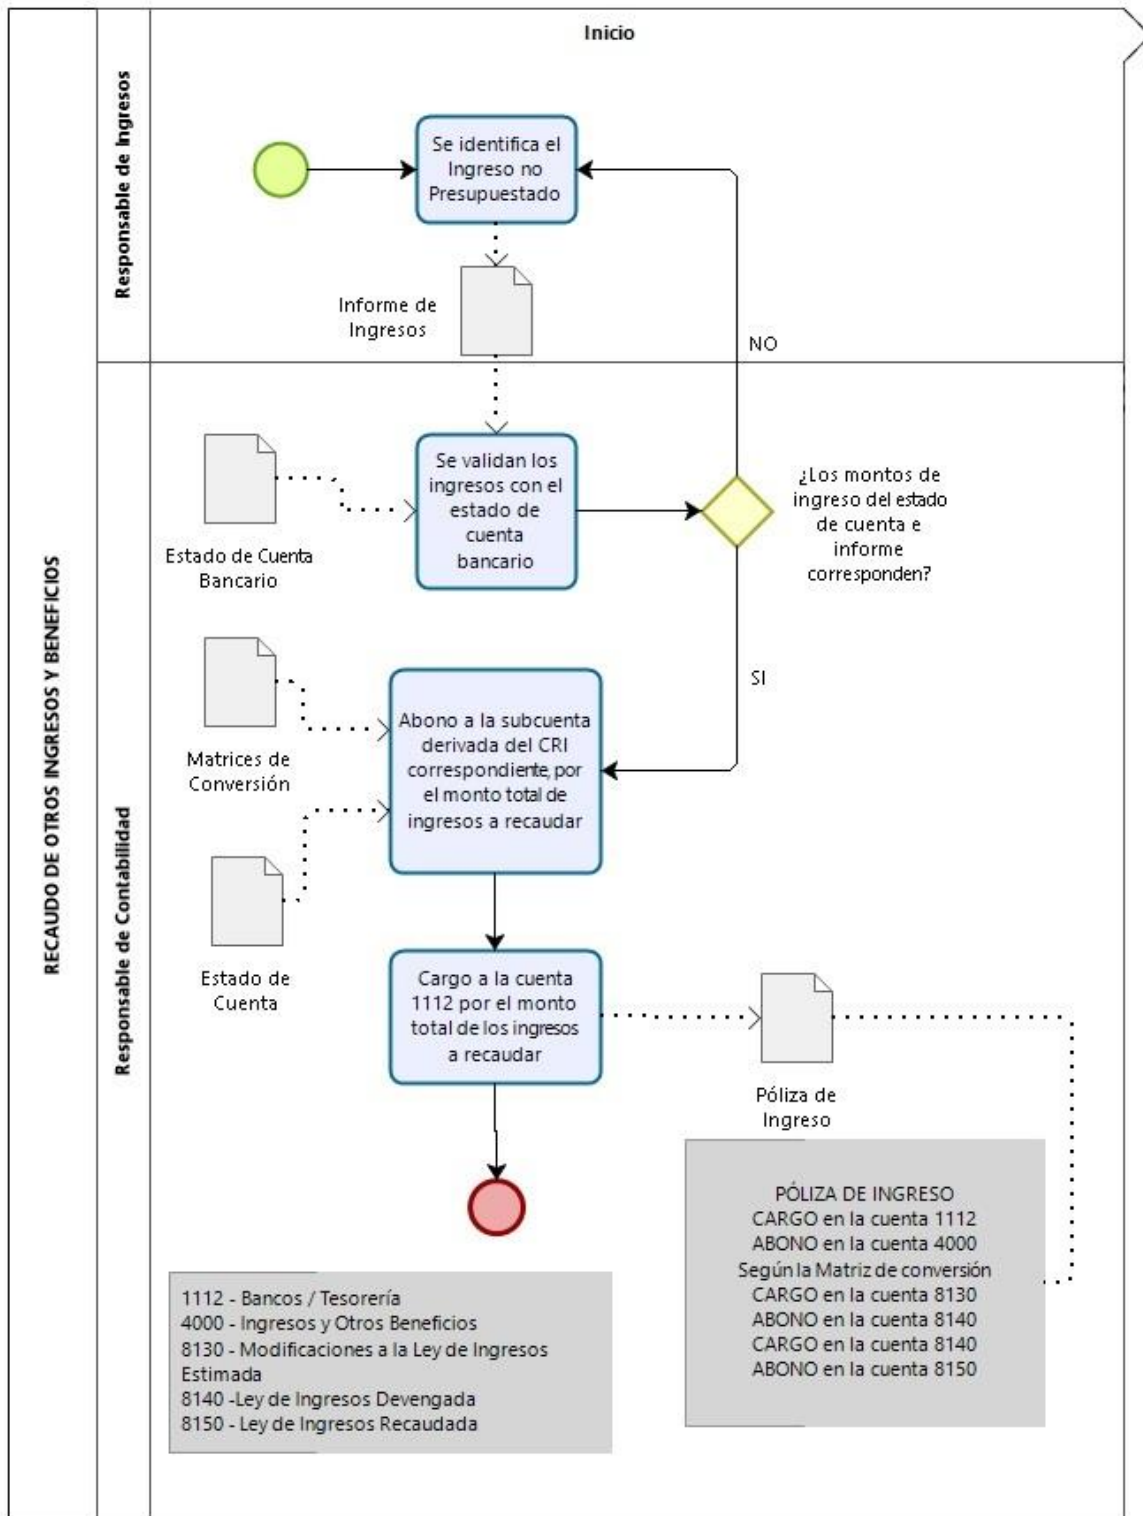 Inicio
RECAUDO DE OTROS INGRESOS Y BENEFICIOS
Responsable de Ingresos
Se identifica el
Ingreso no
Presupuestado
Informe de
Ingresos
NO
Responsable de Contabilidad
Estado de Cuenta
Bancario
Se validan los
ingresos con el
estado de
cuenta
bancario
¿Los montos de
ingreso del estado
de cuenta e
informe
corresponden?
SI
Matrices de
Conversión
Abono a la subcuenta
derivada del CRI
correspondiente, por
el monto total de
ingresos a recaudar
Estado de
Cuenta
Cargo a la cuenta
1112 por el monto
total de los ingresos
a recaudar
Póliza de
Ingreso
PÓLIZA DE INGRESO
CARGO en la cuenta 1112
ABONO en la cuenta 4000
Según la Matriz de conversión
CARGO en la cuenta 8130
ABONO en la cuenta 8140
CARGO en la cuenta 8140
ABONO en la cuenta 8150
1112 - Bancos / Tesorería
4000 - Ingresos y Otros Beneficios
8130 - Modificaciones a la Ley de Ingresos
Estimada
8140 -Ley de Ingresos Devengada
8150 - Ley de Ingresos Recaudada